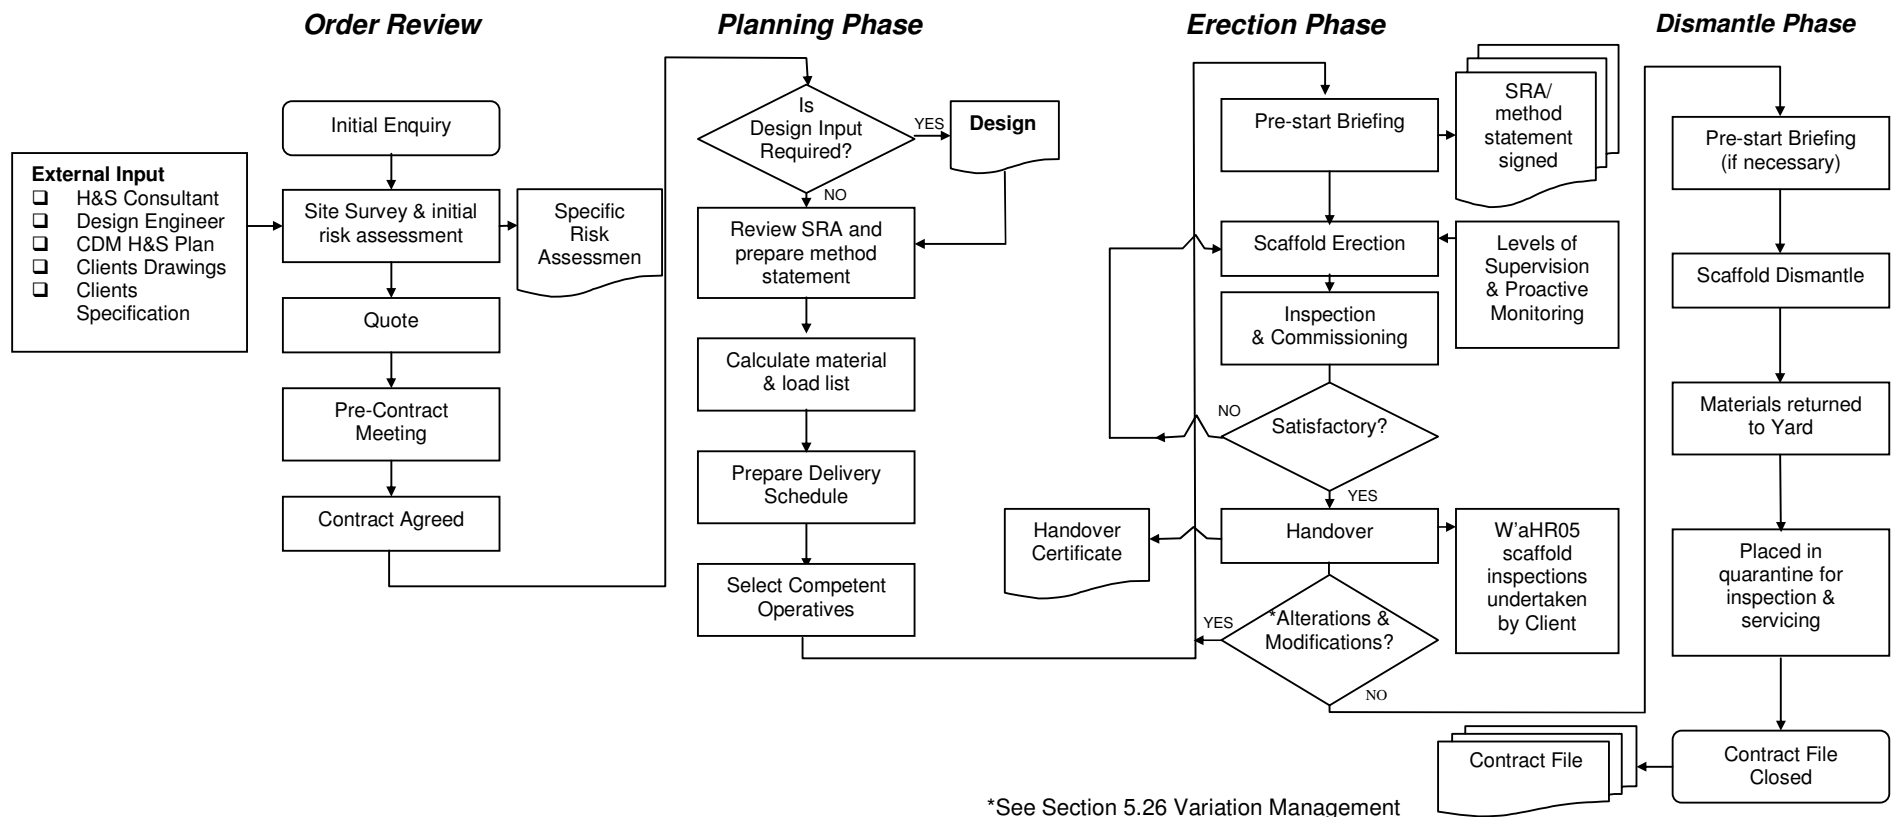 Order Review
Initial Enquiry
External Input
❑ H&S Consultant
❑ Design Engineer
❑ CDM H&S Plan
❑ Clients Drawings
❑ Clients
Specification
Site Survey & initial
risk assessment
Specific
Risk
Assessmen
Quote
Pre-Contract
Meeting
Contract Agreed
Planning Phase
Is
Design Input
Required?
YES
Design
NO
Review SRA and
prepare method
statement
Calculate material
& load list
Prepare Delivery
Schedule
Select Competent
Operatives
Erection Phase
Pre-start Briefing
SRA/
method
statement
signed
Scaffold Erection
Levels of
Supervision
& Proactive
Monitoring
Inspection
& Commissioning
NO
Satisfactory?
YES
Handover
Certificate
Handover
W'aHR05
scaffold
inspections
undertaken
by Client
YES
*Alterations &
Modifications?
NO
Dismantle Phase
Pre-start Briefing
(if necessary)
Scaffold Dismantle
Materials returned
to Yard
Placed in
quarantine for
inspection &
servicing
Contract File
Closed
Contract File
*See Section 5.26 Variation Management